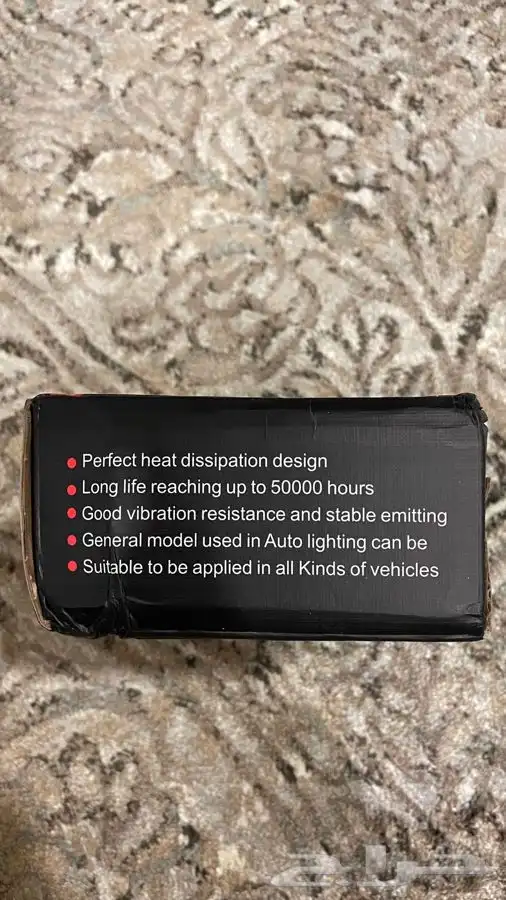 Perfect heat dissipation design
Long life reaching up to 50000 hours
Good vibration resistance and stable emitting
General model used in Auto lighting can be
Suitable to be applied in all Kinds of vehicles
حراج